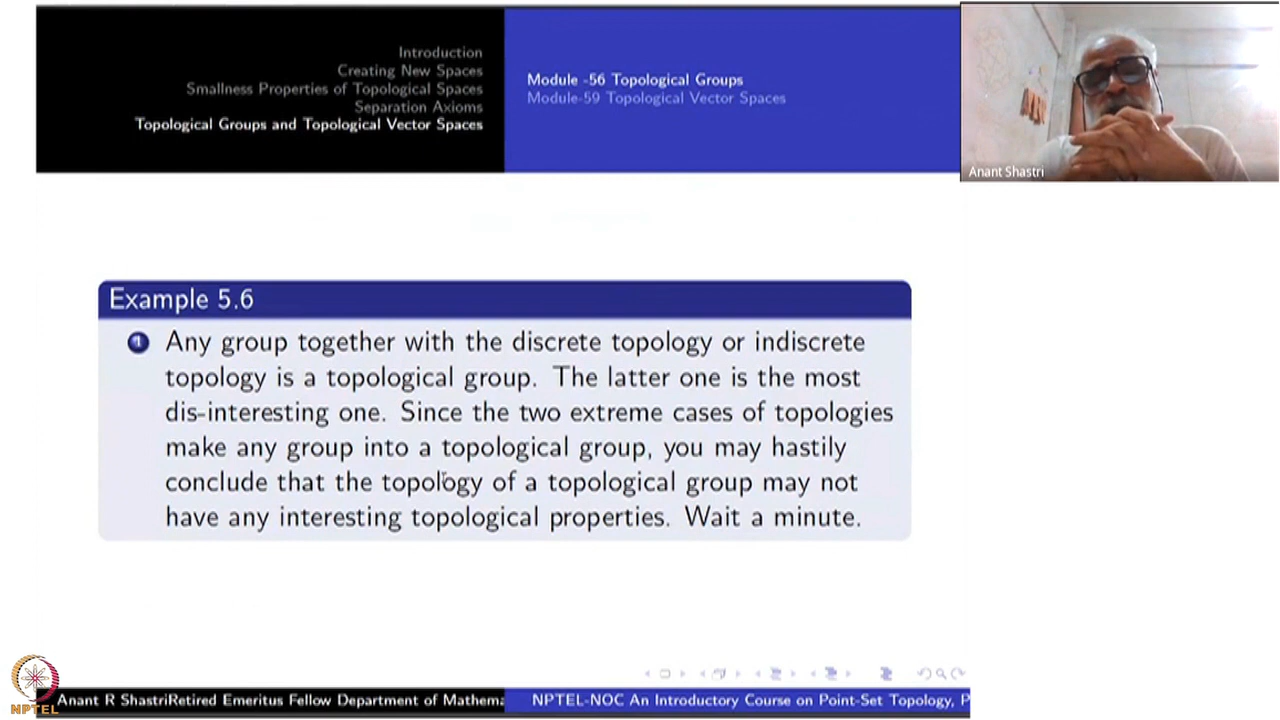 Introduction
Creating New Spaces
Smallness Properties of Topological Spaces
Separation Axioms
Topological Groups and Topological Vector Spaces
Module -56 Topological Groups
Module-59 Topological Vector Spaces
Anant Shastri
Example 5.6
1 Any group together with the discrete topology or indiscrete
topology is a topological group. The latter one is the most
dis-interesting one. Since the two extreme cases of topologies
make any group into a topological group, you may hastily
conclude that the topology of a topological group may not
have any interesting topological properties. Wait a minute.
NPTEL
Anant R ShastriRetired Emeritus Fellow Department of Mathema
NPTEL-NOC An Introductory Course on Point-Set Topology, P